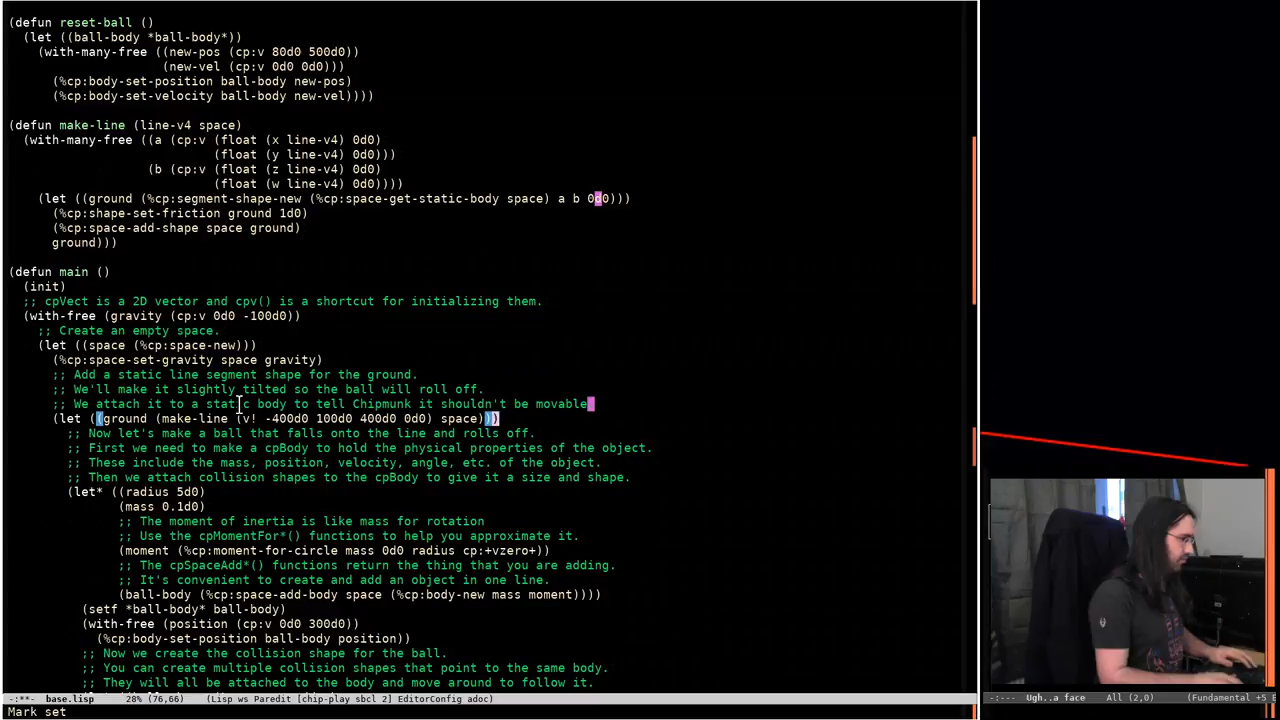 (defun reset-ball ()
(let ((ball-body *ball-body*))
(with-many-free ((new-pos (cp:v 80d0 500d0))
(new-vel (cp:v 0d0 0d0)))
(%cp:body-set-position ball-body new-pos)
(%cp:body-set-velocity ball-body new-vel))))
(defun make-line (line-v4 space)
(with-many-free ((a (cp:v (float (x line-v4) 0d0)
(float (y line-v4) 0d0)))
(b (cp:v (float (z line-v4) 0d0)
(float (w line-v4) 0d0))))
(let ((ground (%cp:segment-shape-new (%cp:space-get-static-body space) a b 0d0)))
(%cp:shape-set-friction ground 1d0)
(%cp:space-add-shape space ground)
ground)))
(defun main ()
(init)
;; cpVect is a 2D vector and cpv() is a shortcut for initializing them.
(with-free (gravity (cp:v 0d0 -100d0))
;; Create an empty space.
(let ((space (%cp:space-new)))
(%cp:space-set-gravity space gravity)
;; Add a static line segment shape for the ground.
;; We'll make it slightly tilted so the ball will roll off.
;; We attach it to a static body to tell Chipmunk it shouldn't be movable
(let ((ground (make-line (v! -400d0 100d0 400d0 0d0) space)))
;; Now let's make a ball that falls onto the line and rolls off.
;; First we need to make a cpBody to hold the physical properties of the object.
;; These include the mass, position, velocity, angle, etc. of the object.
;; Then we attach collision shapes to the cpBody to give it a size and shape.
(let* ((radius 5d0)
(mass 0.1d0)
;; The moment of inertia is like mass for rotation
;; Use the cpMomentFor*() functions to help you approximate it.
(moment (%cp:moment-for-circle mass 0d0 radius cp:+vzero+))
;; The cpSpaceAdd*() functions return the thing that you are adding.
;; It's convenient to create and add an object in one line.
(ball-body (%cp:space-add-body space (%cp:body-new mass moment))))
(setf *ball-body* ball-body)
(with-free (position (cp:v 0d0 300d0))
(%cp:body-set-position ball-body position))
;; Now we create the collision shape for the ball.
;; You can create multiple collision shapes that point to the same body.
;; They will all be attached to the body and move around to follow it.
-:**- base.lisp 28% (76,66) (Lisp ws Paredit [chip-play sbcl 2] EditorConfig adoc)
-:--- Ugh..a face All (2,0) (Fundamental +5 E
Mark set